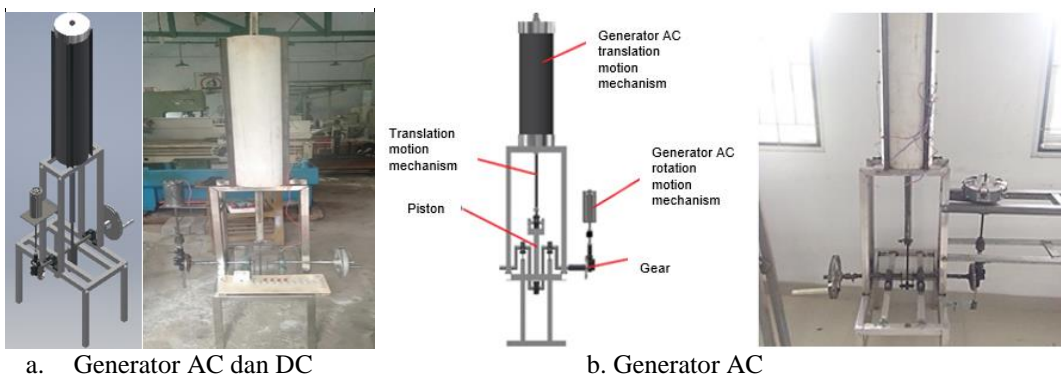 Generator AC
translation
motion
mechanism
Translation
motion
mechanism
Generator AC
rotation
motion
mechanism
Piston
Gear
a. Generator AC dan DC
b. Generator AC